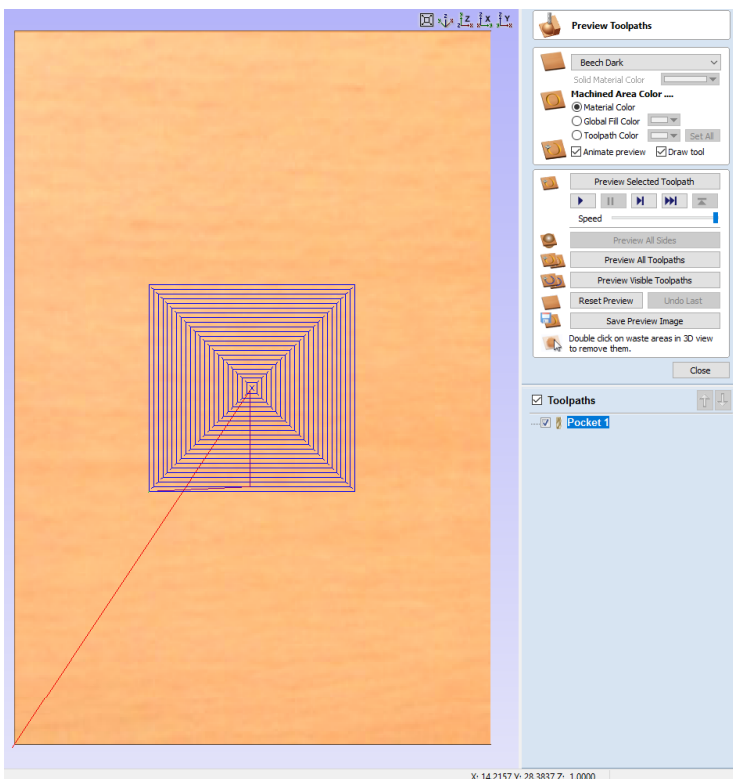 Preview Toolpaths
Beech Dark
Solid Material Color
Machined Area Color ....
Material Color
Global Fill Color
Toolpath Color Set All
Animate preview Draw tool
Preview Selected Toolpath
Speed
Preview All Sides
Preview All Toolpaths
Preview Visible Toolpaths
Reset Preview Undo Last
Save Preview Image
Double click on waste areas in 3D view
to remove them.
Close
Toolpaths
Pocket 1
X: 14.2157 Y: 28.3837 Z: 1.0000